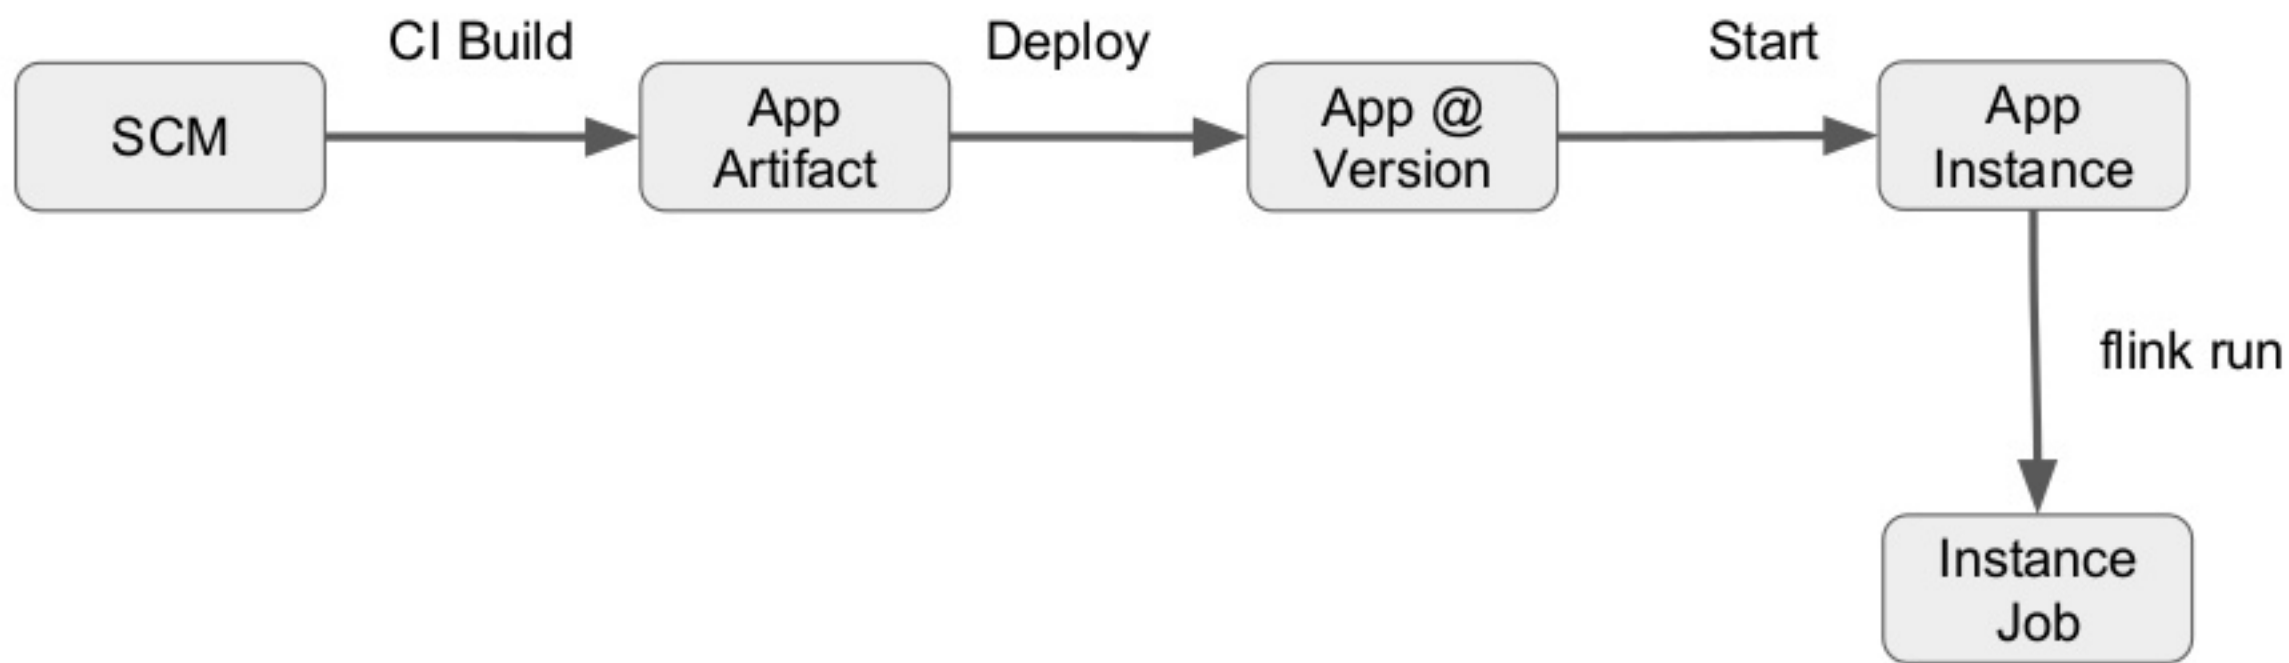 CI Build
Deploy
Start
SCM
App
Artifact
App @
Version
App
Instance
flink run
Instance
Job